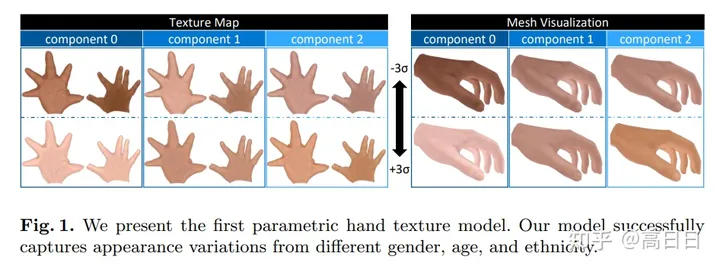 Texture Map
Mesh Visualization
component 0 component 1 component 2
component 0 component 1 component 2
-3σ
+3σ
Fig. 1. We present the first parametric hand texture model. Our model successfully
captures appearance variations from different gender, age, and ethnicity.
知乎 @高日日